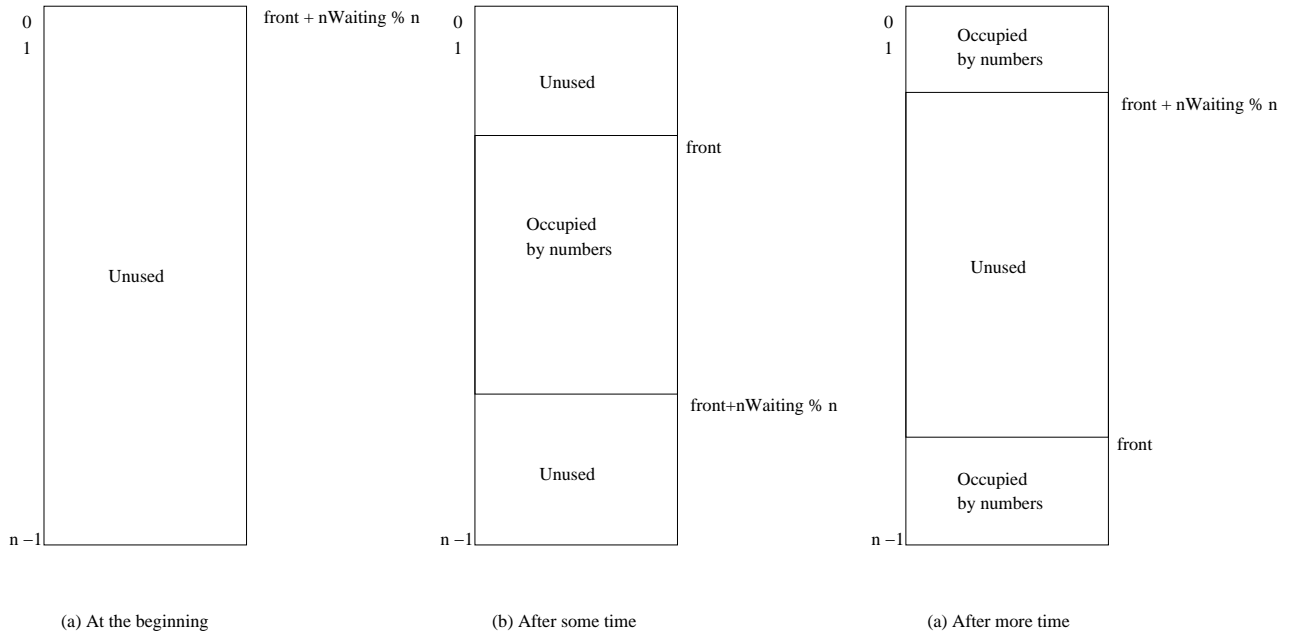 0
1
front + nWaiting % n
Unused
n −1
(a) At the beginning
0
1
Unused
front
Occupied
by numbers
front+nWaiting % n
Unused
n −1
(b) After some time
0
1
Occupied
by numbers
front + nWaiting % n
Unused
front
Occupied
by numbers
n −1
(a) After more time